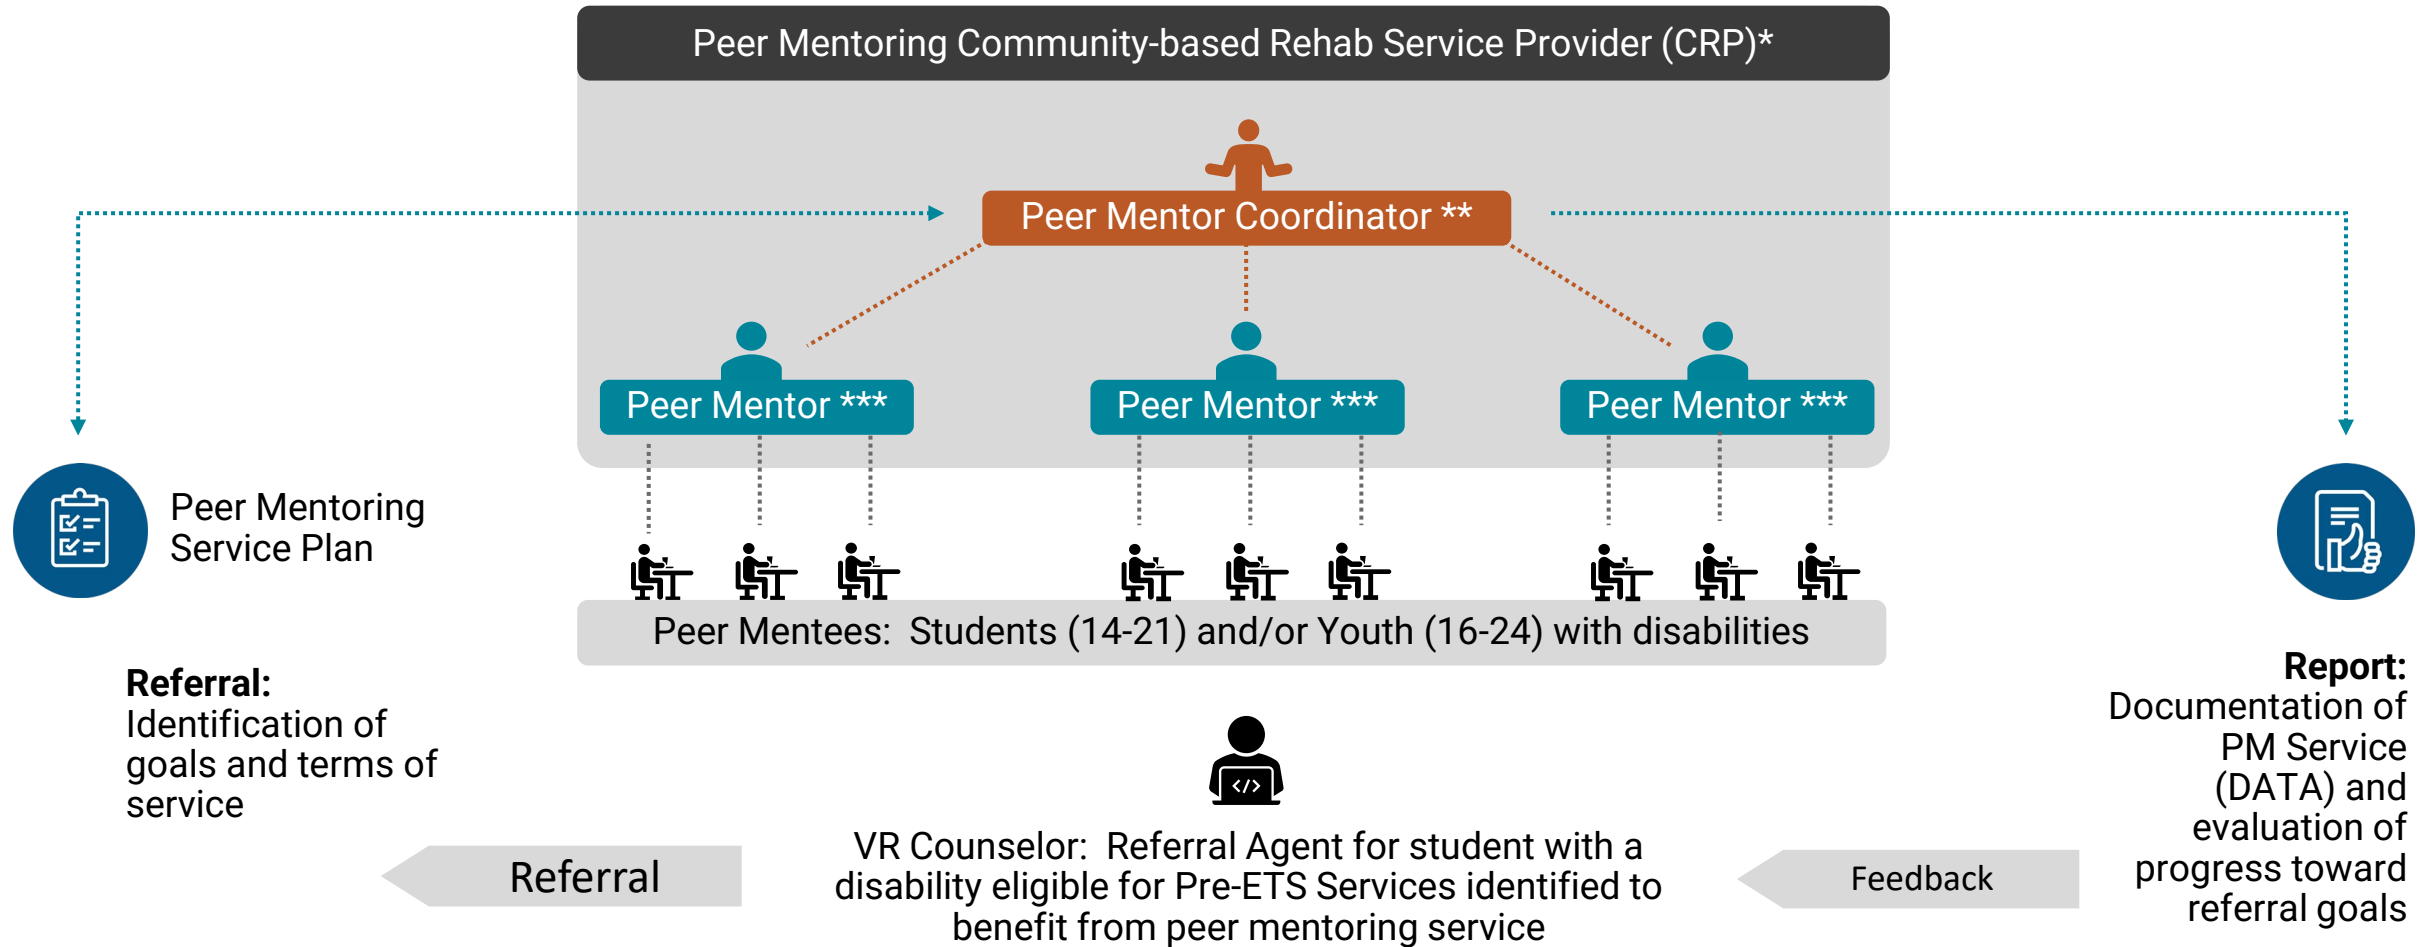 Peer Mentoring Community-based Rehab Service Provider (CRP)*
Peer Mentor Coordinator **
Peer Mentor ***
Peer Mentor ***
Peer Mentor ***
Peer Mentoring
Service Plan
Peer Mentees:  Students (14-21) and/or Youth (16-24) with disabilities
Referral:
Identification of
goals and terms of
service
Referral
</>
VR Counselor:  Referral Agent for student with a
disability eligible for Pre-ETS Services identified to
benefit from peer mentoring service
Feedback
Report:
Documentation of
PM Service
(DATA) and
evaluation of
progress toward
referral goals